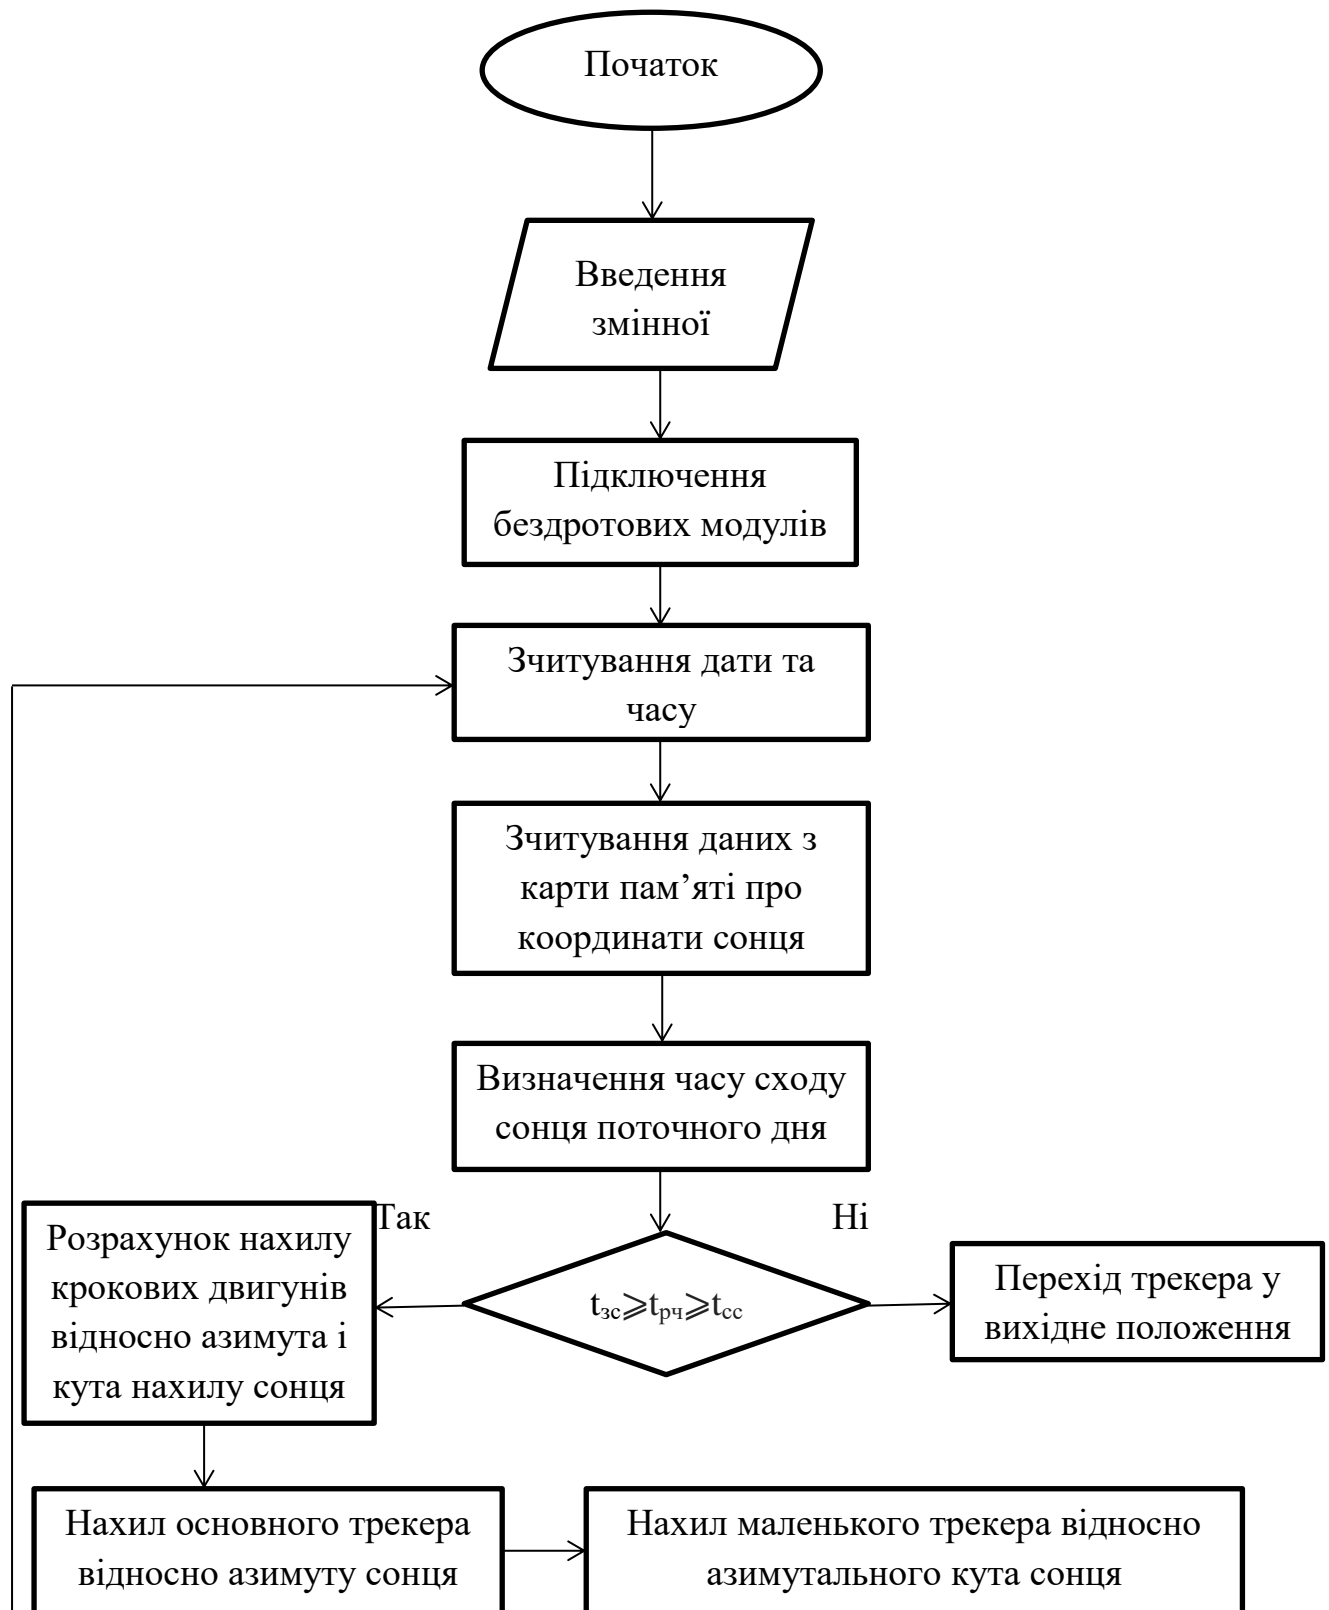 Початок
Введення
змінної
Підключення
бездротових модулів
Зчитування дати та
часу
Зчитування даних з
карти пам’яті про
координати сонця
Визначення часу сходу
сонця поточного дня
Так
Ні
Розрахунок нахилу
крокових двигунів
відносно азимута і
кута нахилу сонця
tзс⩾tрч⩾tсс
Перехід трекера у
вихідне положення
Нахил основного трекера
відносно азимуту сонця
Нахил маленького трекера відносно
азимутального кута сонця